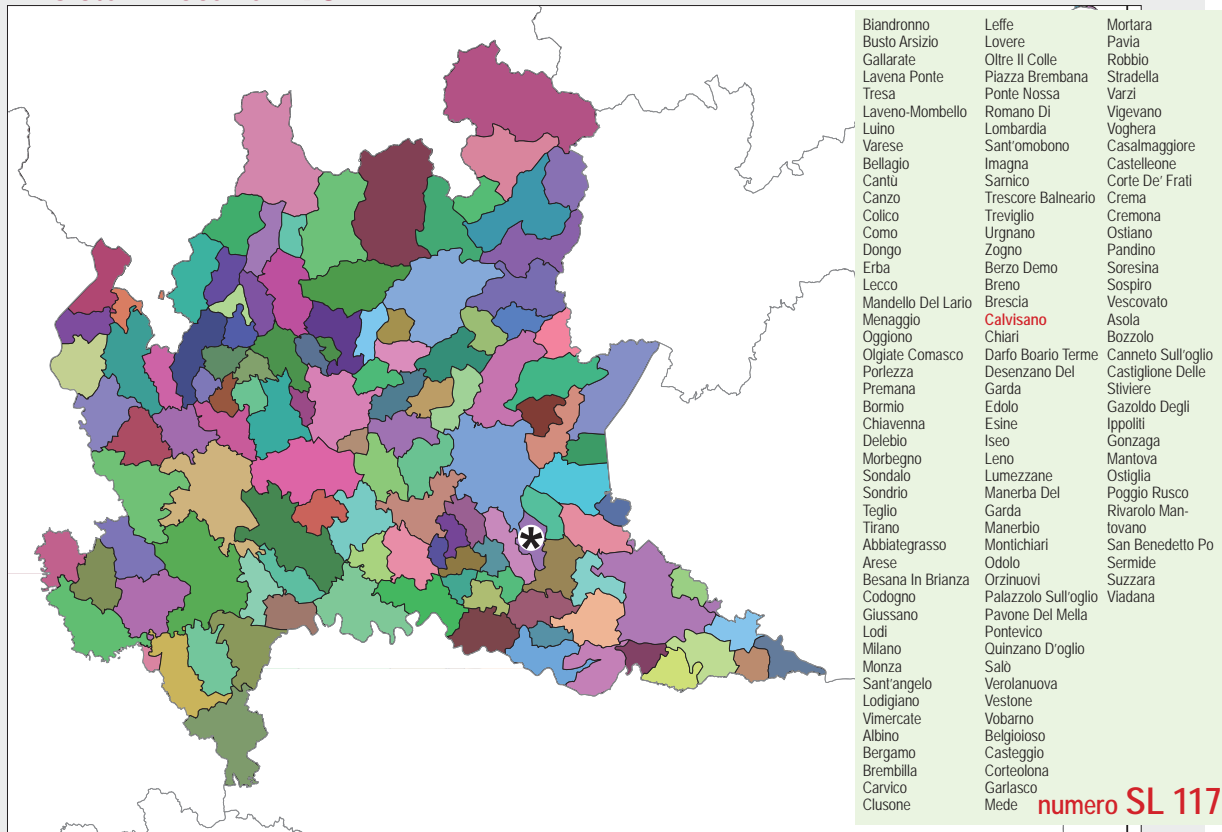 Biandronno
Busto Arsizio
Gallarate
Lavena Ponte
Tresa
Laveno-Mombello
Luino
Varese
Bellagio
Cantù
Canzo
Colico
Como
Dongo
Erba
Lecco
Mandello Del Lario
Menaggio
Oggiono
Olgiate Comasco
Porlezza
Premana
Bormio
Chiavenna
Delebio
Morbegno
Sondalo
Sondrio
Teglio
Tirano
Abbiategrasso
Arese
Besana In Brianza
Codogno
Giussano
Lodi
Milano
Monza
Sant'angelo
Lodigiano
Vimercate
Albino
Bergamo
Brembilla
Carvico
Clusone
Leffe
Lovere
Oltre Il Colle
Piazza Brembana
Ponte Nossa
Romano Di
Lombardia
Sant'omobono
Imagna
Sarnico
Trescore Balneario
Treviglio
Urgnano
Zogno
Berzo Demo
Breno
Brescia
Calvisano
Chiari
Darfo Boario Terme
Desenzano Del
Garda
Edolo
Esine
Iseo
Leno
Lumezzane
Manerba Del
Garda
Manerbio
Montichiari
Odolo
Orzinuovi
Palazzolo Sull'oglio
Pavone Del Mella
Pontevico
Quinzano D'oglio
Salò
Verolanuova
Vestone
Vobarno
Belgioioso
Casteggio
Corteolona
Garlasco
Mede
Mortara
Pavia
Robbio
Stradella
Varzi
Vigevano
Voghera
Casalmaggiore
Castelleone
Corte De' Frati
Crema
Cremona
Ostiano
Pandino
Soresina
Sospiro
Vescovato
Asola
Bozzolo
Canneto Sull'oglio
Castiglione Delle
Stiviere
Gazoldo Degli
Ippoliti
Gonzaga
Mantova
Ostiglia
Poggio Rusco
Rivarolo Man-
tovano
San Benedetto Po
Sermide
Suzzara
Viadana
numero SL 117